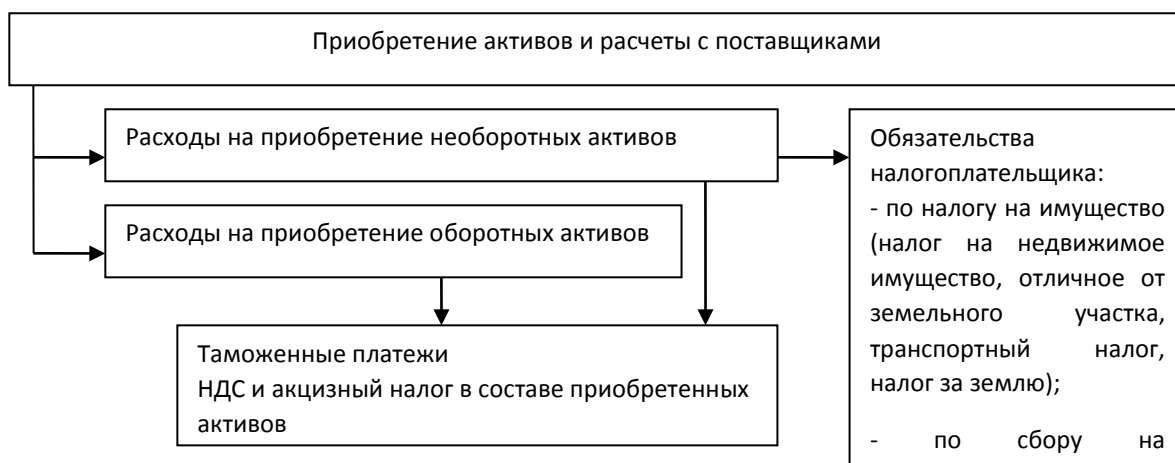 Приобретение активов и расчеты с поставщиками
Расходы на приобретение необоротных активов
Расходы на приобретение оборотных активов
Таможенные платежи
НДС и акцизный налог в составе приобретенных
активов
Обязательства
налогоплательщика:
- по налогу на имущество
(налог на недвижимое
имущество, отличное от
земельного участка,
транспортный налог,
налог за землю);
- по сбору на